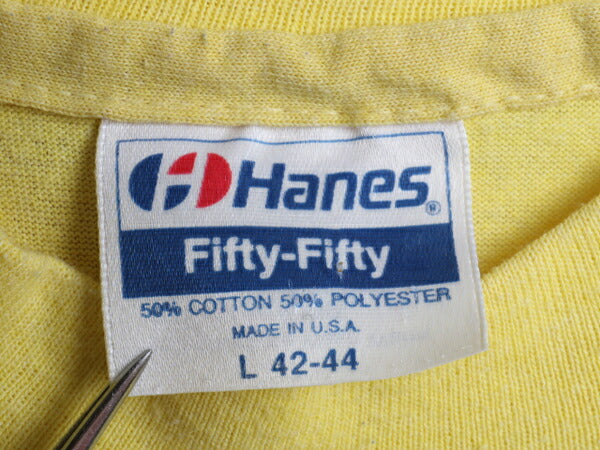 Hanes®
Fifty-Fifty
50% COTTON 50% POLYESTER
MADE IN U.S.A.
L 42-44